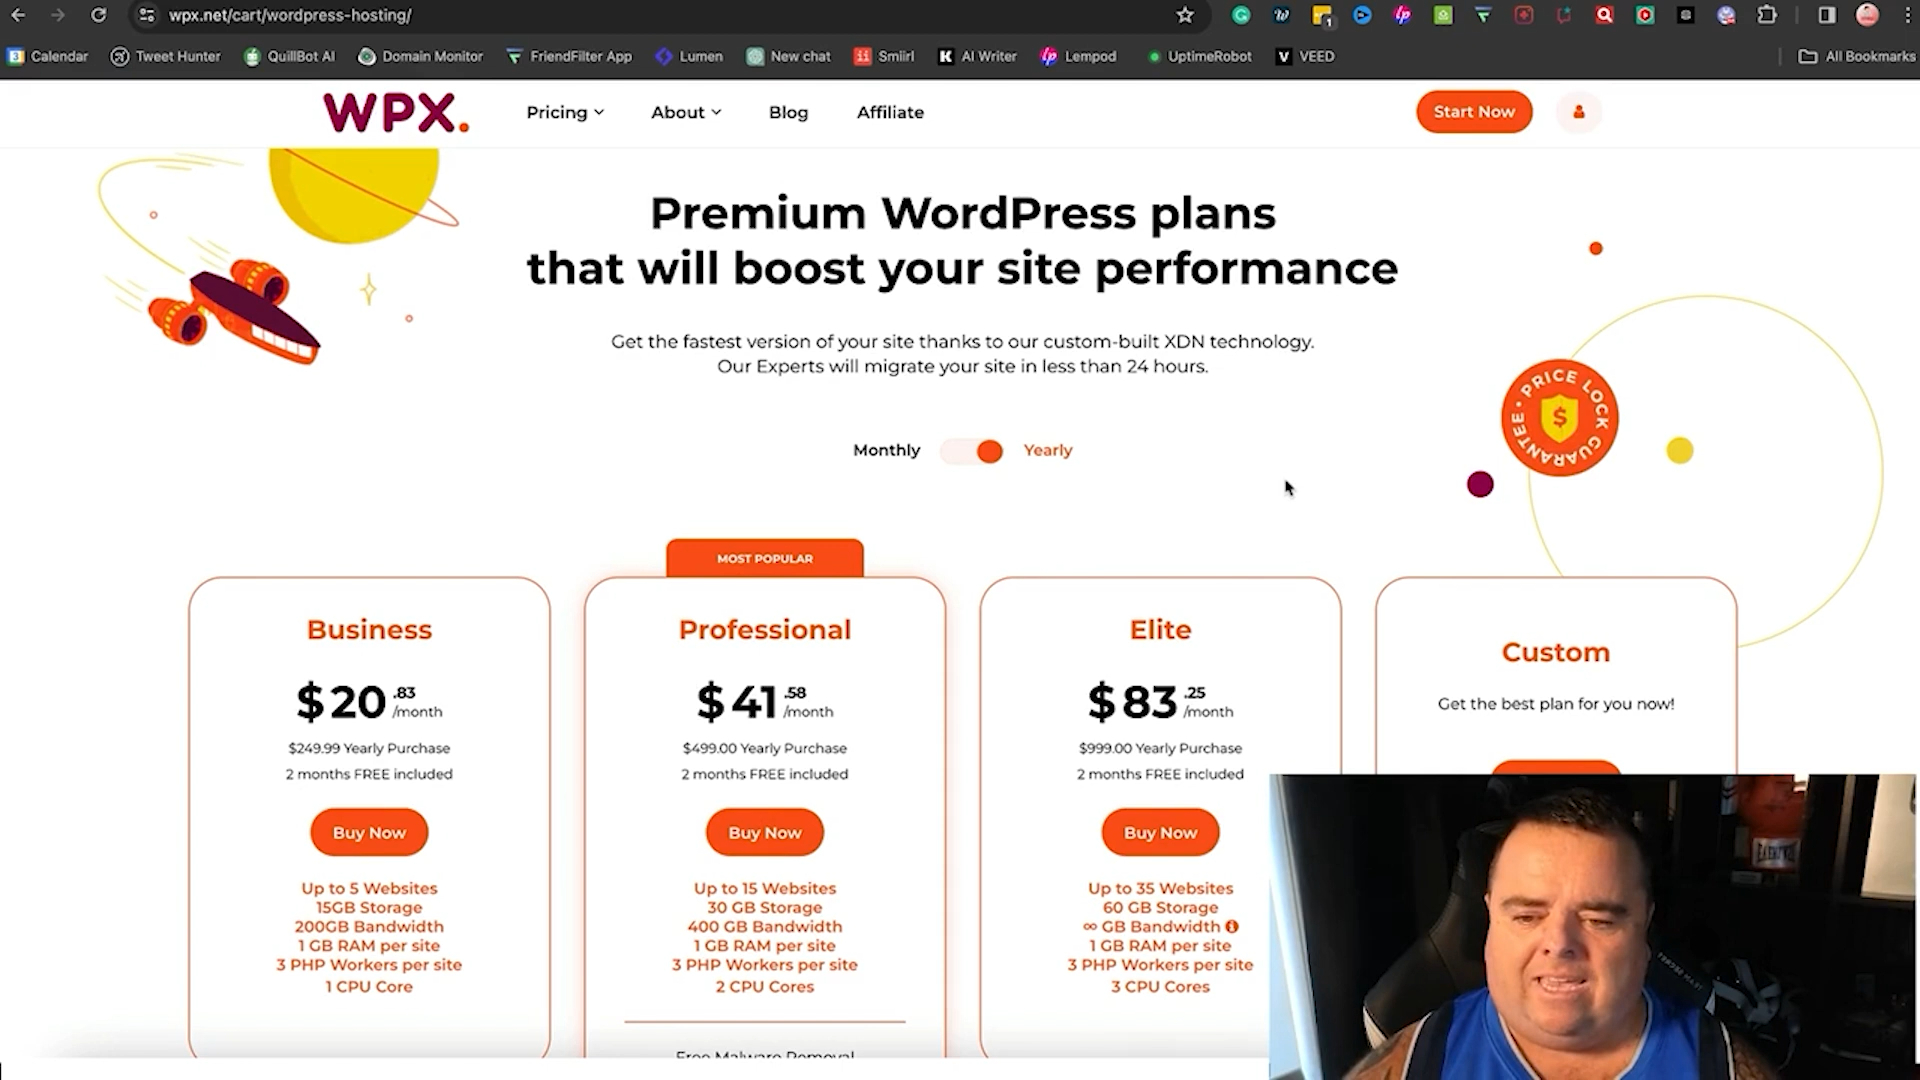 wpx.net/cart/wordpress-hosting/
1
Calendar
Tweet Hunter
QuillBot AI
Domain Monitor
FriendFilter App
Lumen
New chat
Smiirl
AI Writer
Lempod
UptimeRobot
VEED
All Bookmarks
WPX.
Pricing
About
Blog
Affiliate
Start Now
Premium WordPress plans
that will boost your site performance
Get the fastest version of your site thanks to our custom-built XDN technology.
Our Experts will migrate your site in less than 24 hours.
PRICE LOCK GUARANTEE
$
Monthly
Yearly
MOST POPULAR
Business
$20.83 /month
$249.99 Yearly Purchase
2 months FREE included
Buy Now
Up to 5 Websites
15GB Storage
200GB Bandwidth
1 GB RAM per site
3 PHP Workers per site
1 CPU Core
Professional
$41.58 /month
$499.00 Yearly Purchase
2 months FREE included
Buy Now
Up to 15 Websites
30 GB Storage
400 GB Bandwidth
1 GB RAM per site
3 PHP Workers per site
2 CPU Cores
Free Malware Removal
Elite
$83.25 /month
$999.00 Yearly Purchase
2 months FREE included
Buy Now
Up to 35 Websites
60 GB Storage
∞ GB Bandwidth
1 GB RAM per site
3 PHP Workers per site
3 CPU Cores
Custom
Get the best plan for you now!